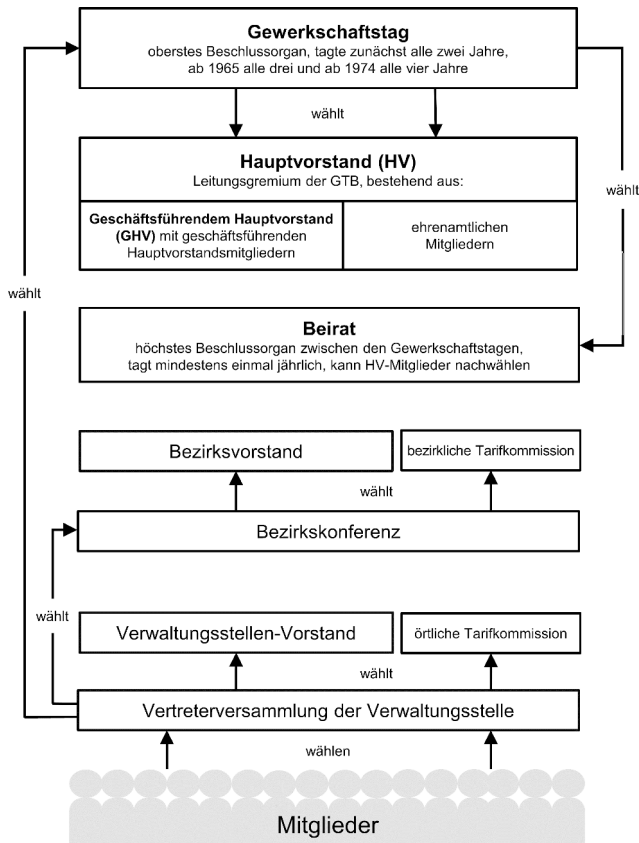 Gewerkschaftstag
oberstes Beschlussorgan, tagte zunächst alle zwei Jahre,
ab 1965 alle drei und ab 1974 alle vier Jahre
wählt
Hauptvorstand (HV)
Leitungsgremium der GTB, bestehend aus:
wählt
Geschäftsführendem Hauptvorstand
(GHV) mit geschäftsführenden
Hauptvorstandsmitgliedern
ehrenamtlichen
Mitgliedern
wählt
Beirat
höchstes Beschlussorgan zwischen den Gewerkschaftstagen,
tagt mindestens einmal jährlich, kann HV-Mitglieder nachwählen
Bezirksvorstand
bezirkliche Tarifkommission
wählt
Bezirkskonferenz
wählt
Verwaltungsstellen-Vorstand
örtliche Tarifkommission
wählt
Vertreterversammlung der Verwaltungsstelle
wählen
Mitglieder